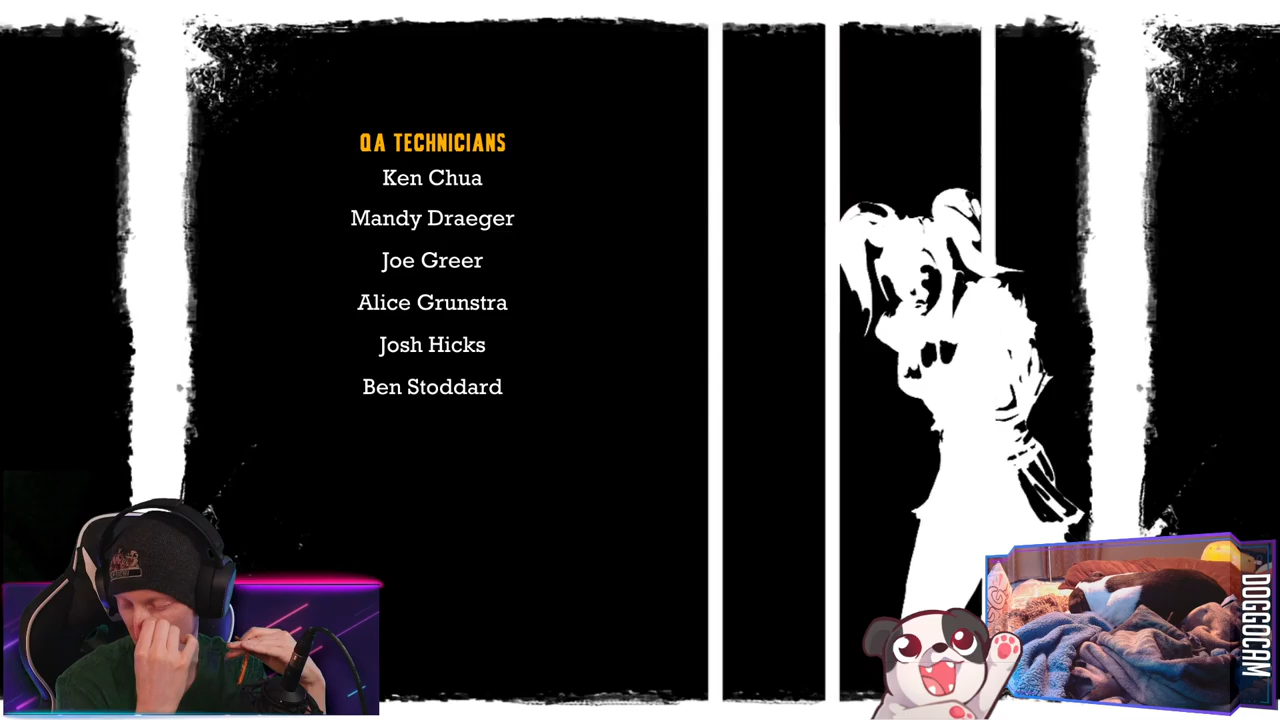 QA TECHNICIANS
Ken Chua
Mandy Draeger
Joe Greer
Alice Grunstra
Josh Hicks
Ben Stoddard
DOGGOCAM